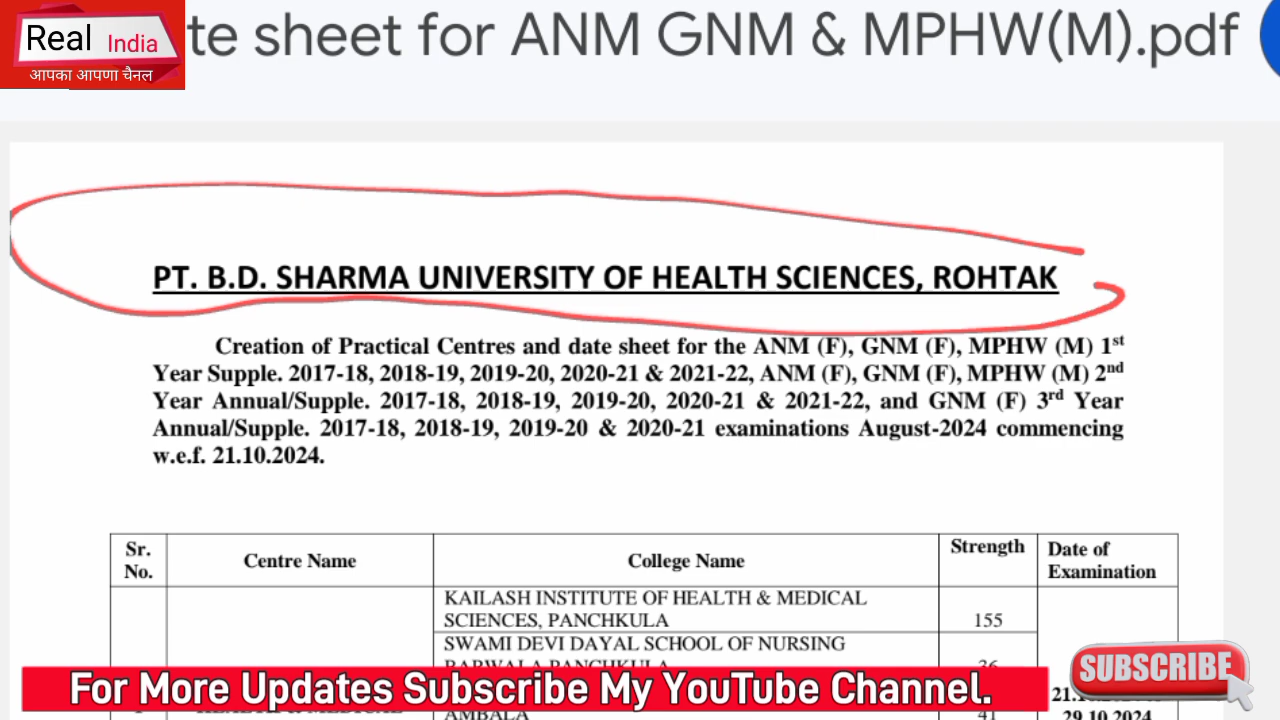 Real India
आपका आपणा चैनल
te sheet for ANM GNM & MPHW(M).pdf
PT. B.D. SHARMA UNIVERSITY OF HEALTH SCIENCES, ROHTAK
Creation of Practical Centres and date sheet for the ANM (F), GNM (F), MPHW (M) 1st
Year Supple. 2017-18, 2018-19, 2019-20, 2020-21 & 2021-22, ANM (F), GNM (F), MPHW (M) 2nd
Year Annual/Supple. 2017-18, 2018-19, 2019-20, 2020-21 & 2021-22, and GNM (F) 3rd Year
Annual/Supple. 2017-18, 2018-19, 2019-20 & 2020-21 examinations August-2024 commencing
w.e.f. 21.10.2024.
Sr. No. Centre Name College Name Strength Date of Examination
KAILASH INSTITUTE OF HEALTH & MEDICAL
SCIENCES, PANCHKULA 155
SWAMI DEVI DAYAL SCHOOL OF NURSING
AMBALA 41 29.10.2024
For More Updates Subscribe My YouTube Channel.
SUBSCRIBE